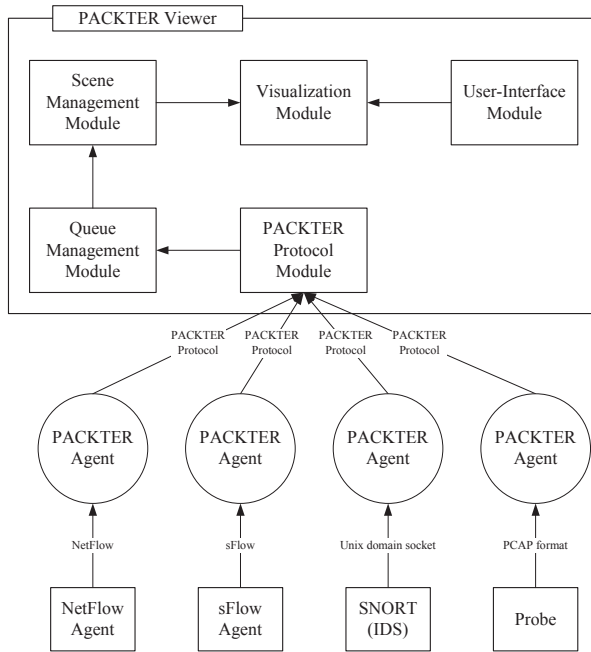 PACKTER Viewer
Scene
Management
Module
Visualization
Module
User-Interface
Module
Queue
Management
Module
PACKTER
Protocol
Module
PACKTER
Protocol
PACKTER
Protocol
PACKTER
Protocol
PACKTER
Protocol
PACKTER
Agent
PACKTER
Agent
PACKTER
Agent
PACKTER
Agent
NetFlow
sFlow
Unix domain socket
PCAP format
NetFlow
Agent
sFlow
Agent
SNORT
(IDS)
Probe